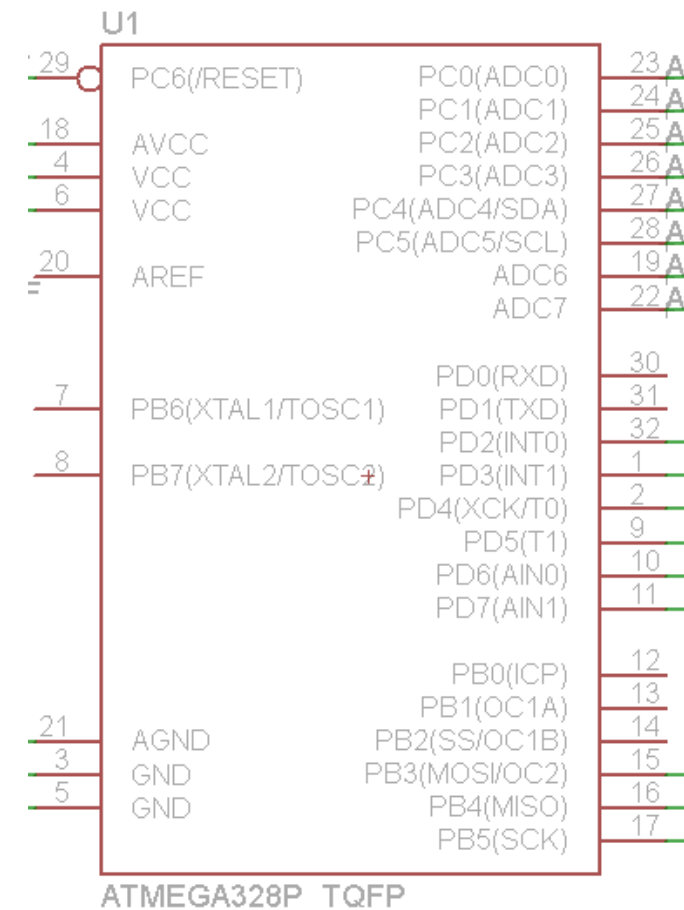 U1
29 PC6(/RESET) PC0(ADC0) 23 A
PC1(ADC1) 24 A
18 AVCC PC2(ADC2) 25 A
4 VCC PC3(ADC3) 26 A
6 VCC PC4(ADC4/SDA) 27 A
PC5(ADC5/SCL) 28 A
20 AREF ADC6 19 A
ADC7 22 A
PD0(RXD) 30
7 PB6(XTAL1/TOSC1) PD1(TXD) 31
PD2(INT0) 32
8 PB7(XTAL2/TOSC2) PD3(INT1) 1
PD4(XCK/T0) 2
PD5(T1) 9
PD6(AIN0) 10
PD7(AIN1) 11
PB0(ICP) 12
PB1(OC1A) 13
21 AGND PB2(SS/OC1B) 14
3 GND PB3(MOSI/OC2) 15
5 GND PB4(MISO) 16
PB5(SCK) 17
ATMEGA328P TQFP